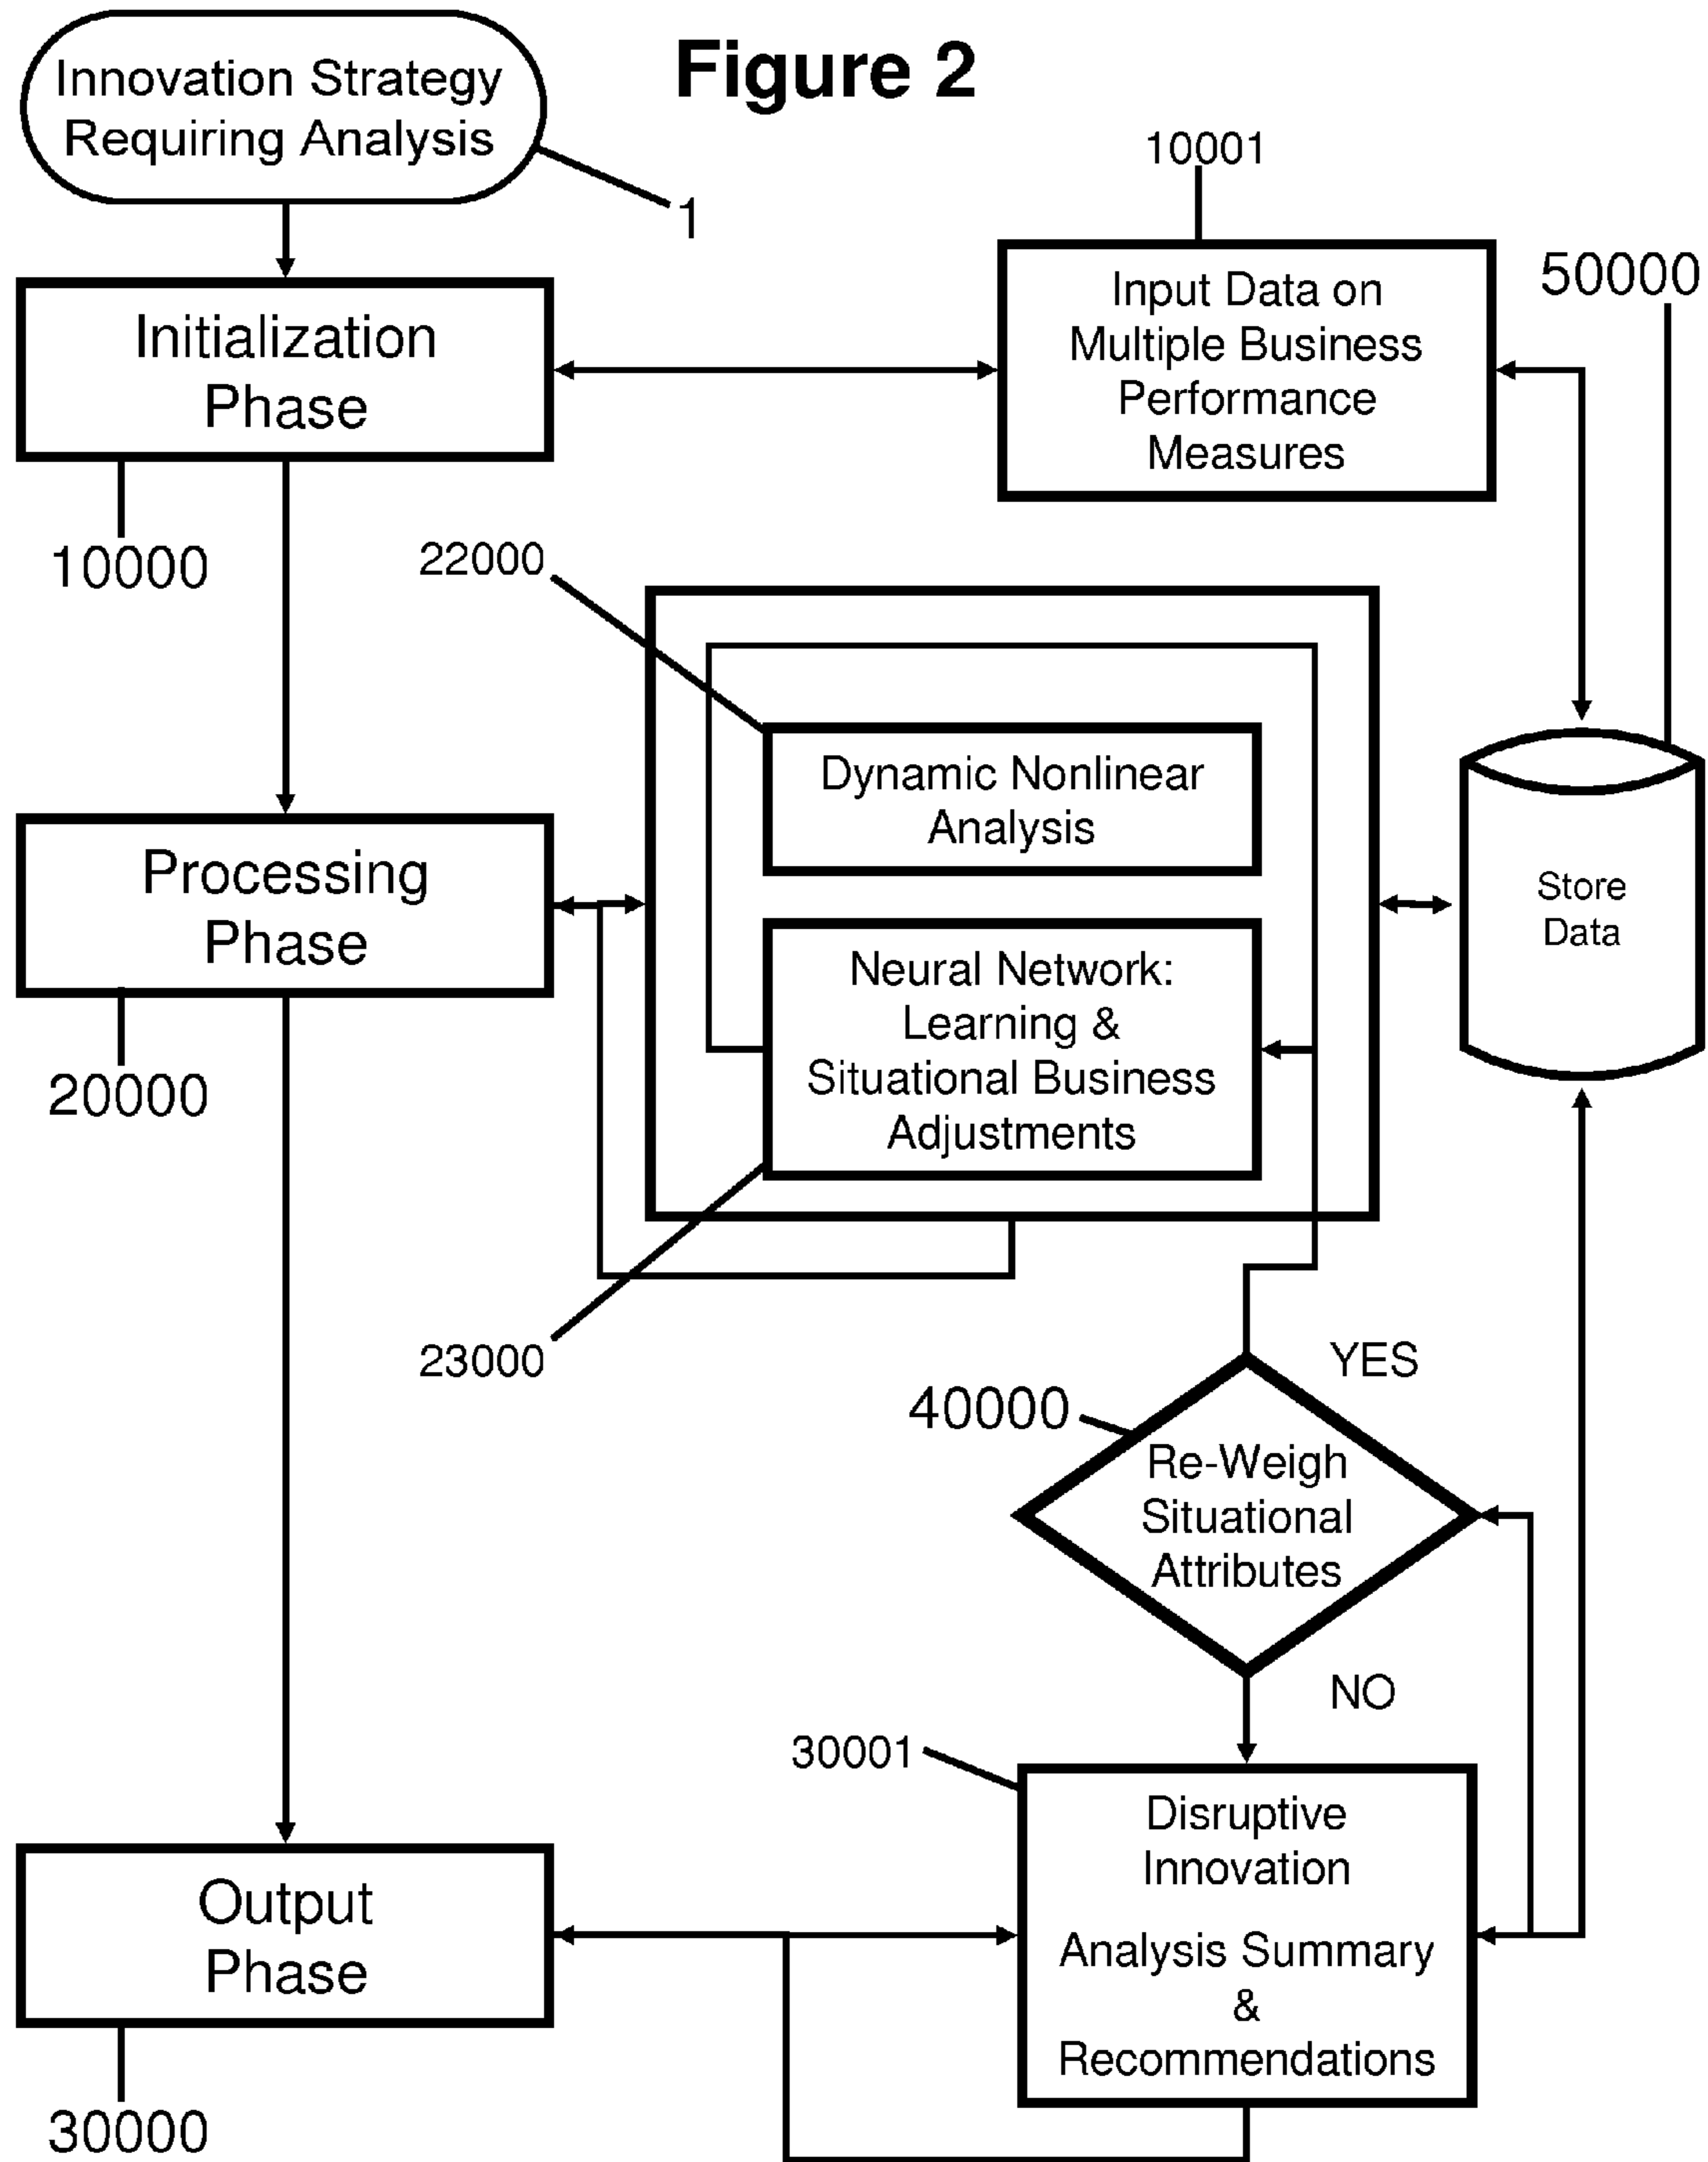 Figure 2
Innovation Strategy
Requiring Analysis
1
10001
Initialization
Phase
10000
Input Data on
Multiple Business
Performance
Measures
50000
22000
Dynamic Nonlinear
Analysis
Processing
Phase
20000
Neural Network:
Learning &
Situational Business
Adjustments
23000
Store
Data
YES
40000
Re-Weigh
Situational
Attributes
NO
30001
Disruptive
Innovation
Analysis Summary
&
Recommendations
Output
Phase
30000